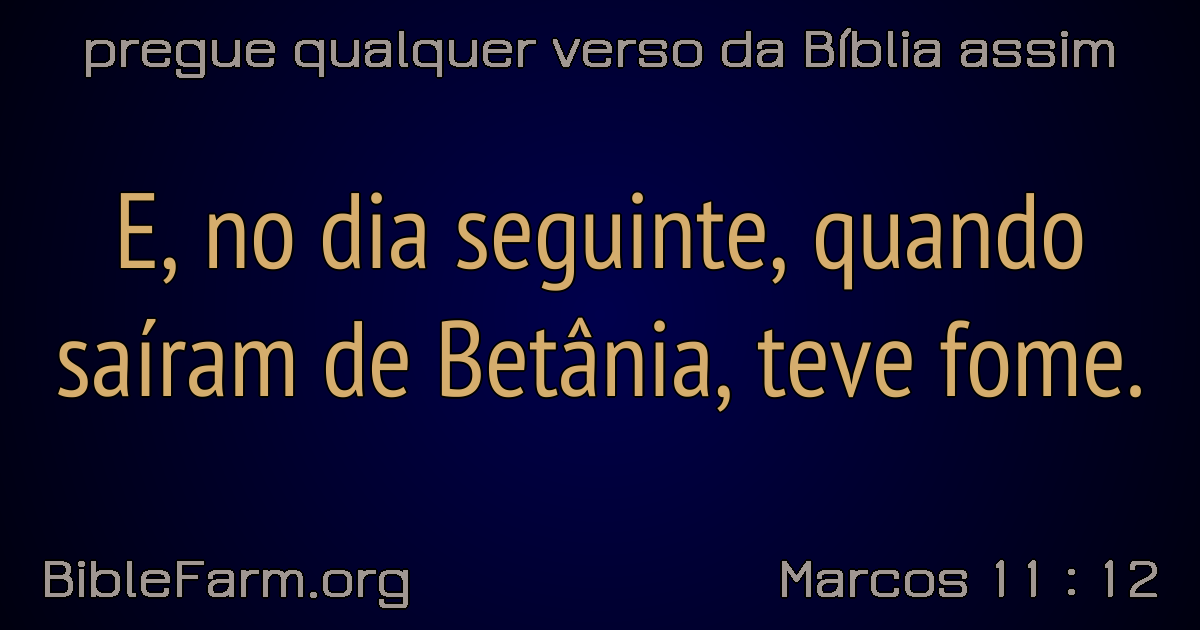 pregue qualquer verso da Bíblia assim
E, no dia seguinte, quando
saíram de Betânia, teve fome.
BibleFarm.org
Marcos 11 : 12